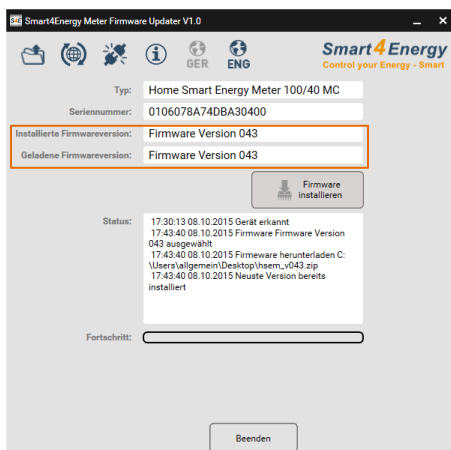 S4E Smart4Energy Meter Firmware Updater V1.0
GER
ENG
Smart4Energy
Control your Energy - Smart
Typ: Home Smart Energy Meter 100/40 MC
Seriennummer: 0106078A74DBA30400
Installierte Firmwareversion: Firmware Version 043
Geladene Firmwareversion: Firmware Version 043
Firmware
installieren
Status: 17:30:13 08.10.2015 Gerät erkannt
17:43:40 08.10.2015 Firmware Firmware Version
043 ausgewählt
17:43:40 08.10.2015 Firmeware herunterladen C:
\Users\allgemein\Desktop\hsem_v043.zip
17:43:40 08.10.2015 Neuste Version bereits
installiert
Fortschritt:
Beenden